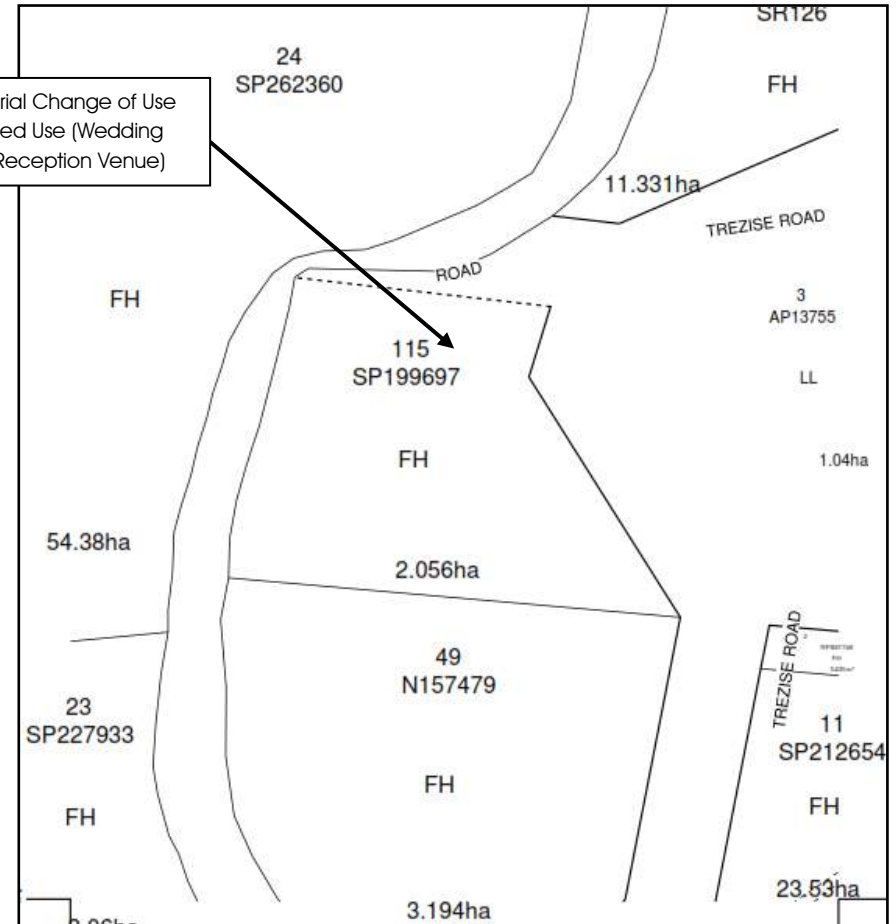 SR126
24
SP262360
FH
rial Change of Use
ed Use (Wedding
Reception Venue)
11.331ha
TREZISE ROAD
ROAD
FH
3
AP13755
115
SP199697
LL
FH
1.04ha
54.38ha
2.056ha
TREZISE ROAD
49
N157479
23
SP227933
11
SP212654
FH
FH
FH
23.53ha
3.194ha